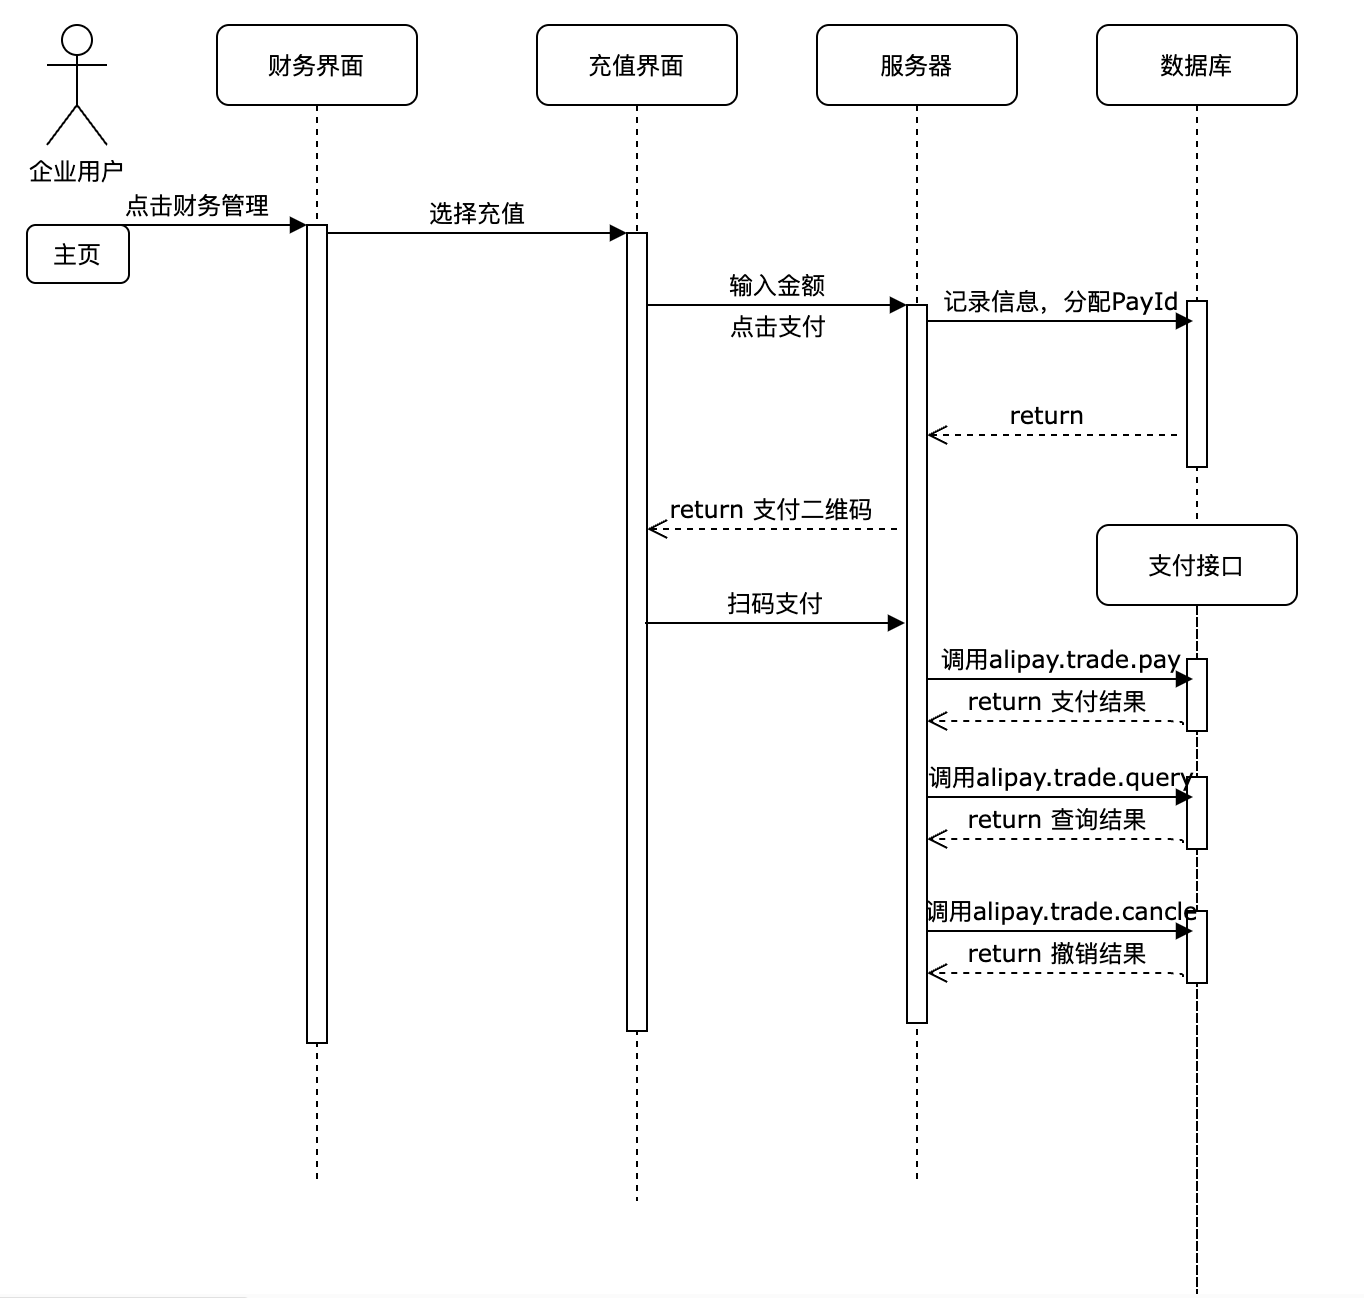 财务界面
充值界面
服务器
数据库
企业用户
点击财务管理
选择充值
主页
输入金额
点击支付
记录信息，分配PayId
return
return 支付二维码
支付接口
扫码支付
调用alipay.trade.pay
return 支付结果
调用alipay.trade.query
return 查询结果
调用alipay.trade.cancle
return 撤销结果